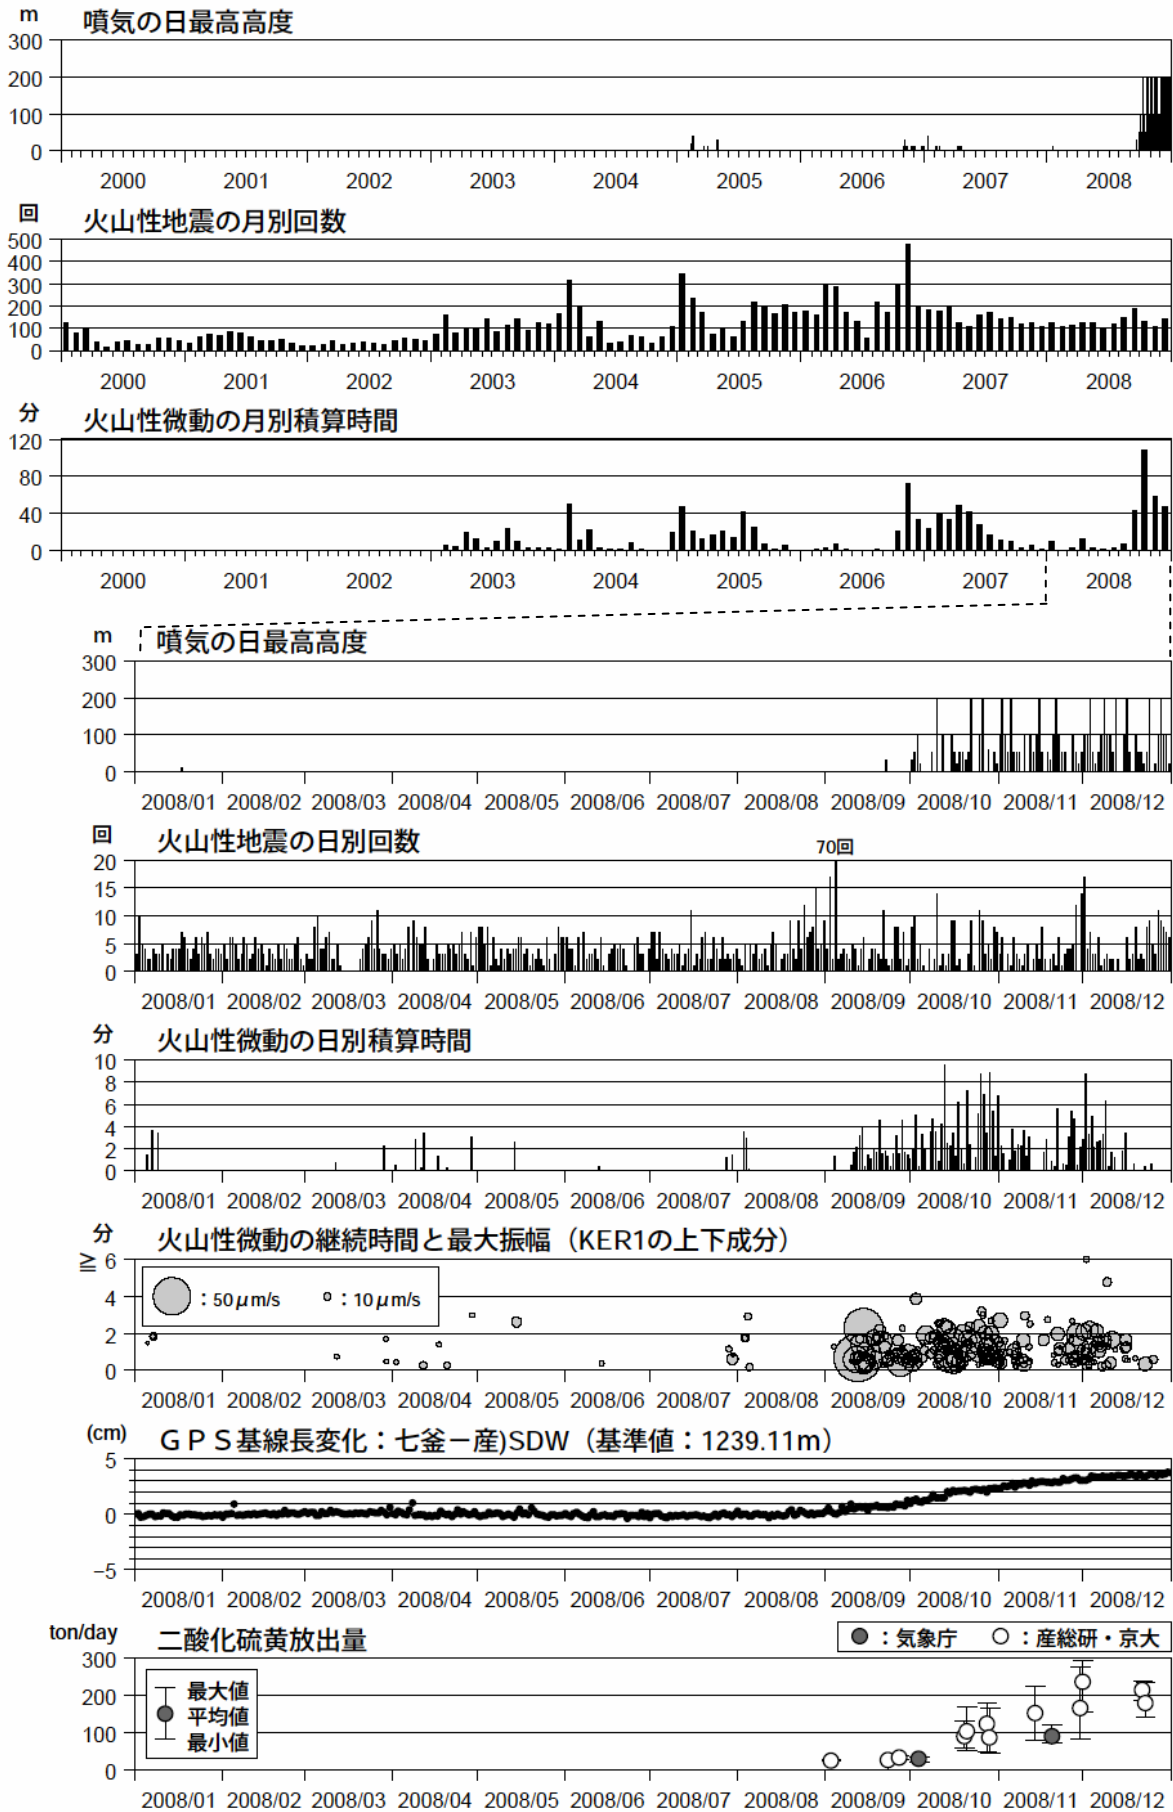 m 噴気の日最高高度
300
200
100
0
2000 2001 2002 2003 2004 2005 2006 2007 2008
回 火山性地震の月別回数
500
400
300
200
100
0
2000 2001 2002 2003 2004 2005 2006 2007 2008
分 火山性微動の月別積算時間
120
80
40
0
2000 2001 2002 2003 2004 2005 2006 2007 2008
m 噴気の日最高高度
300
200
100
0
2008/01 2008/02 2008/03 2008/04 2008/05 2008/06 2008/07 2008/08 2008/09 2008/10 2008/11 2008/12
回 火山性地震の日別回数
70回
20
15
10
5
0
2008/01 2008/02 2008/03 2008/04 2008/05 2008/06 2008/07 2008/08 2008/09 2008/10 2008/11 2008/12
分 火山性微動の日別積算時間
10
8
6
4
2
0
2008/01 2008/02 2008/03 2008/04 2008/05 2008/06 2008/07 2008/08 2008/09 2008/10 2008/11 2008/12
分 火山性微動の継続時間と最大振幅（KER1の上下成分）
≧6
：50μm/s ：10μm/s
4
2
0
2008/01 2008/02 2008/03 2008/04 2008/05 2008/06 2008/07 2008/08 2008/09 2008/10 2008/11 2008/12
(cm) ＧＰＳ基線長変化：七釜－産)SDW（基準値：1239.11m）
5
0
−5
2008/01 2008/02 2008/03 2008/04 2008/05 2008/06 2008/07 2008/08 2008/09 2008/10 2008/11 2008/12
ton/day 二酸化硫黄放出量
：気象庁 ：産総研・京大
300
最大値
200
平均値
100
最小値
0
2008/01 2008/02 2008/03 2008/04 2008/05 2008/06 2008/07 2008/08 2008/09 2008/10 2008/11 2008/12